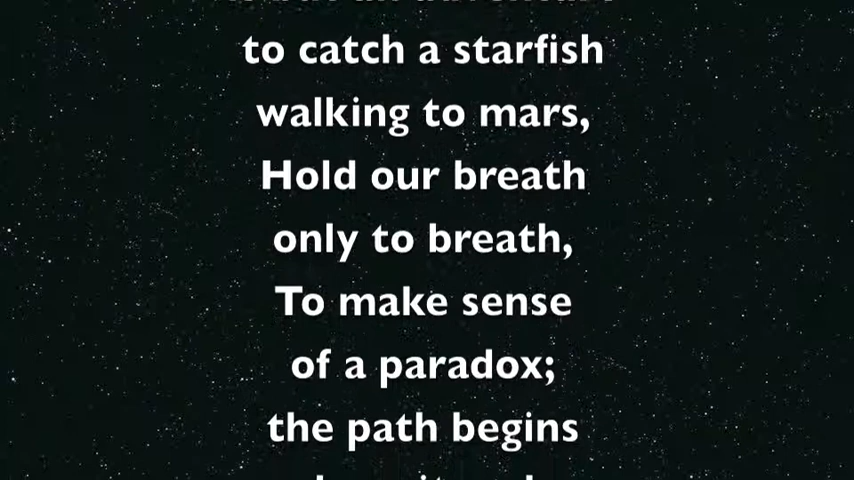 to catch a starfish
walking to mars,
Hold our breath
only to breath,
To make sense
of a paradox;
the path begins